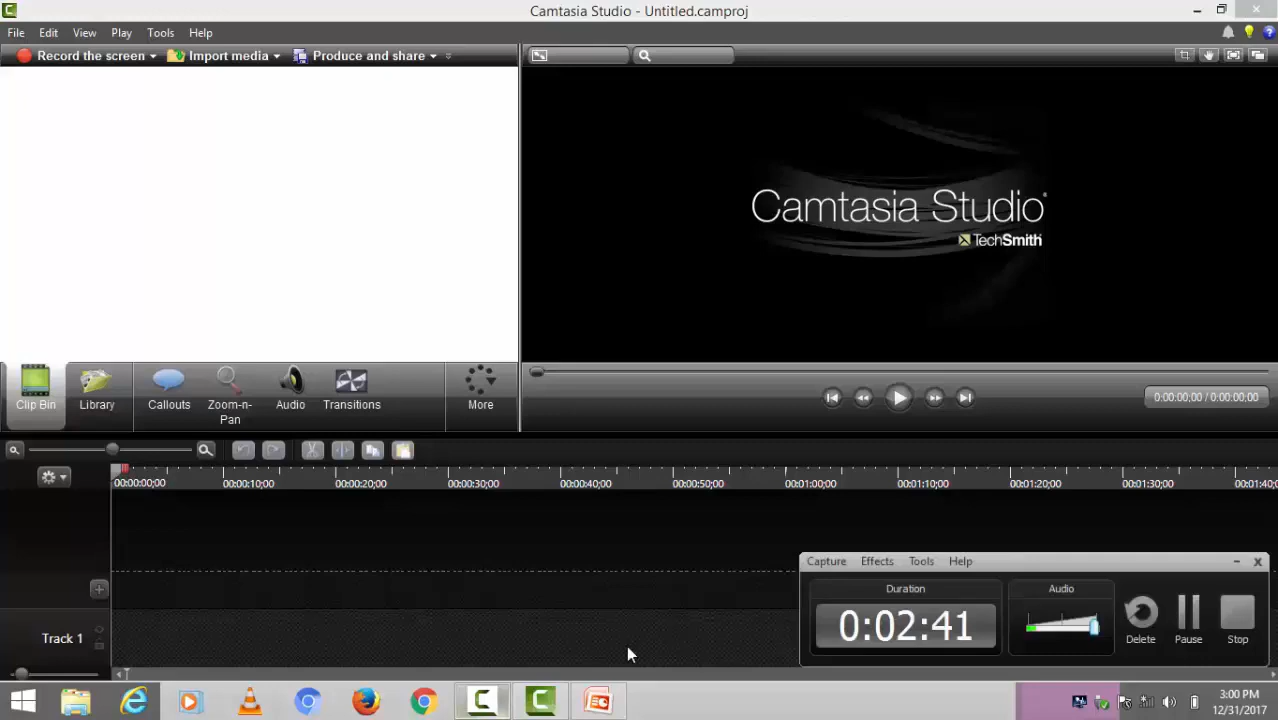 Camtasia Studio - Untitled.camproj
File Edit View Play Tools Help
Record the screen Import media Produce and share
Camtasia Studio
TechSmith
Clip Bin Library Callouts Zoom-n-Pan Audio Transitions More
0:00:00;00 / 0:00:00;00
00:00:00;00 00:00:10;00 00:00:20;00 00:00:30;00 00:00:40;00 00:00:50;00 00:01:00;00 00:01:10;00 00:01:20;00 00:01:30;00 00:01:40;0
Capture Effects Tools Help
Duration Audio
0:02:41
Delete Pause Stop
Track 1
3:00 PM
12/31/2017